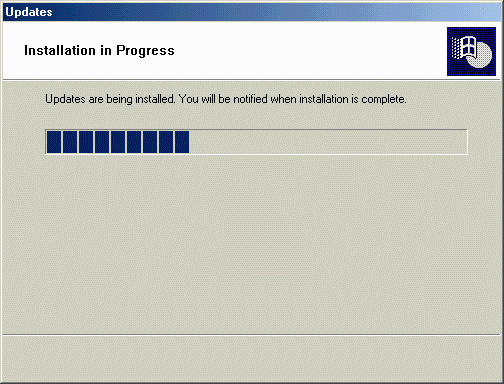 Updates
Installation in Progress
Updates are being installed. You will be notified when installation is complete.